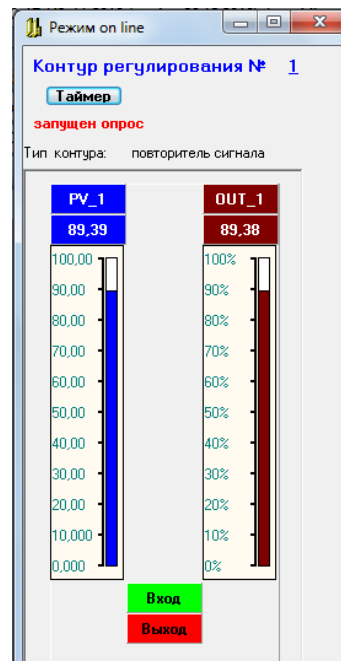 Режим on line
Контур регулирования № 1
Таймер
запущен опрос
Тип контура: повторитель сигнала
PV_1 OUT_1
89,39 89,38
100,00 100%
90,00 90%
80,00 80%
70,00 70%
60,00 60%
50,00 50%
40,00 40%
30,00 30%
20,00 20%
10,000 10%
0,000 0%
Вход
Выход